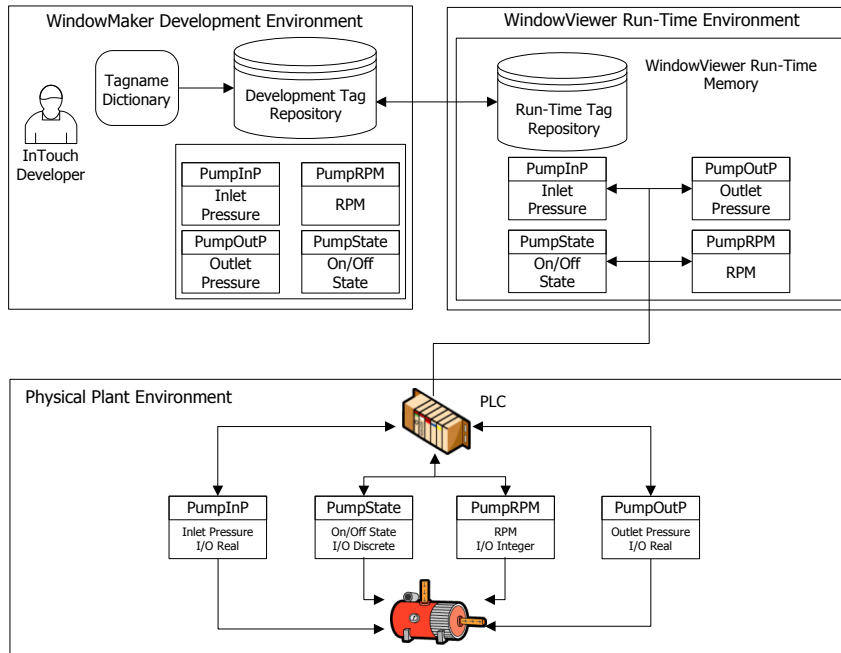 WindowMaker Development Environment
Tagname
Dictionary
Development Tag
Repository
InTouch
Developer
PumpInP
Inlet
Pressure
PumpRPM
RPM
PumpOutP
Outlet
Pressure
PumpState
On/Off
State
WindowViewer Run-Time Environment
WindowViewer Run-Time
Memory
Run-Time Tag
Repository
PumpInP
Inlet
Pressure
PumpOutP
Outlet
Pressure
PumpState
On/Off
State
PumpRPM
RPM
Physical Plant Environment
PLC
PumpInP
Inlet Pressure
I/O Real
PumpState
On/Off State
I/O Discrete
PumpRPM
RPM
I/O Integer
PumpOutP
Outlet Pressure
I/O Real